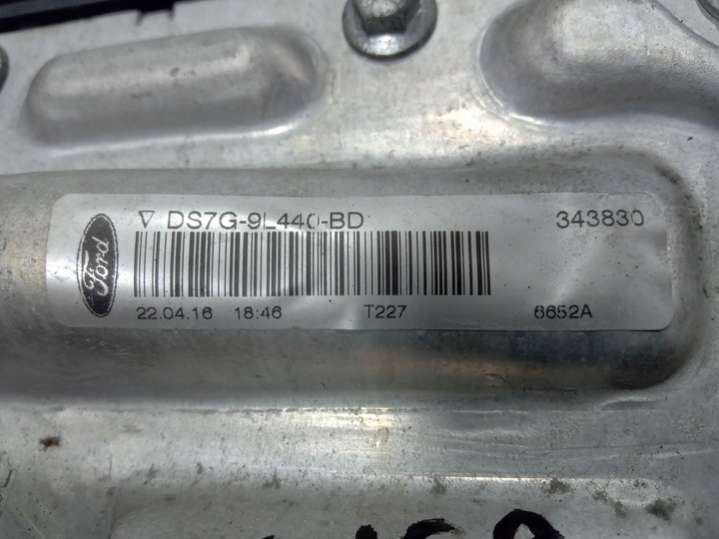 Ford
▽ DS7G-9L440-BD 343830
22.04.16 18:46 T227 6652A